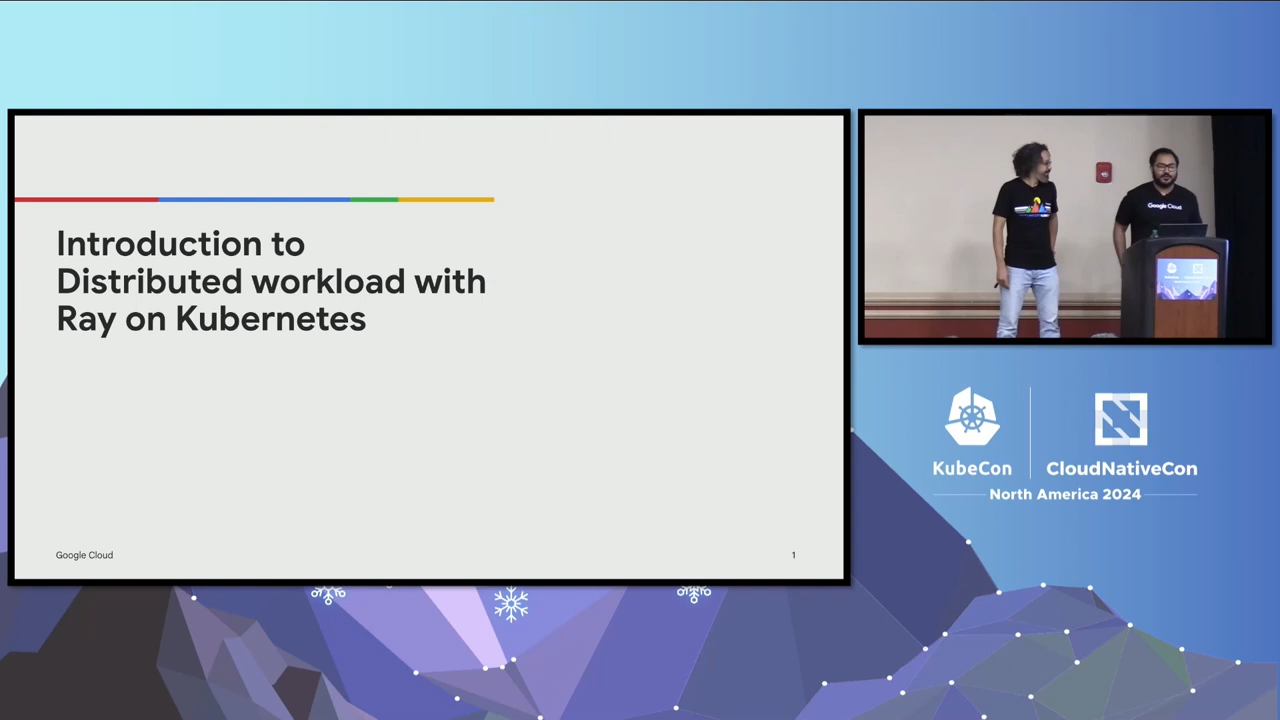 Introduction to
Distributed workload with
Ray on Kubernetes
Google Cloud
1
Google Cloud
KubeCon
CloudNativeCon
North America 2024